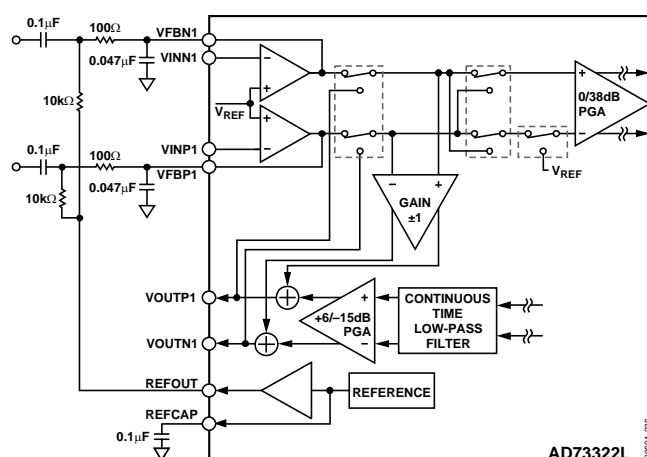 0.1μF
100Ω
VFBN1
0.047μF
VINN1
10kΩ
VREF
0/38dB
PGA
0.1μF
VINP1
100Ω
VFBP1
VREF
0.047μF
10kΩ
GAIN
±1
VOUTP1
+6/–15dB
PGA
CONTINUOUS
TIME
LOW-PASS
FILTER
VOUTN1
REFOUT
REFERENCE
REFCAP
0.1μF
AD73322L